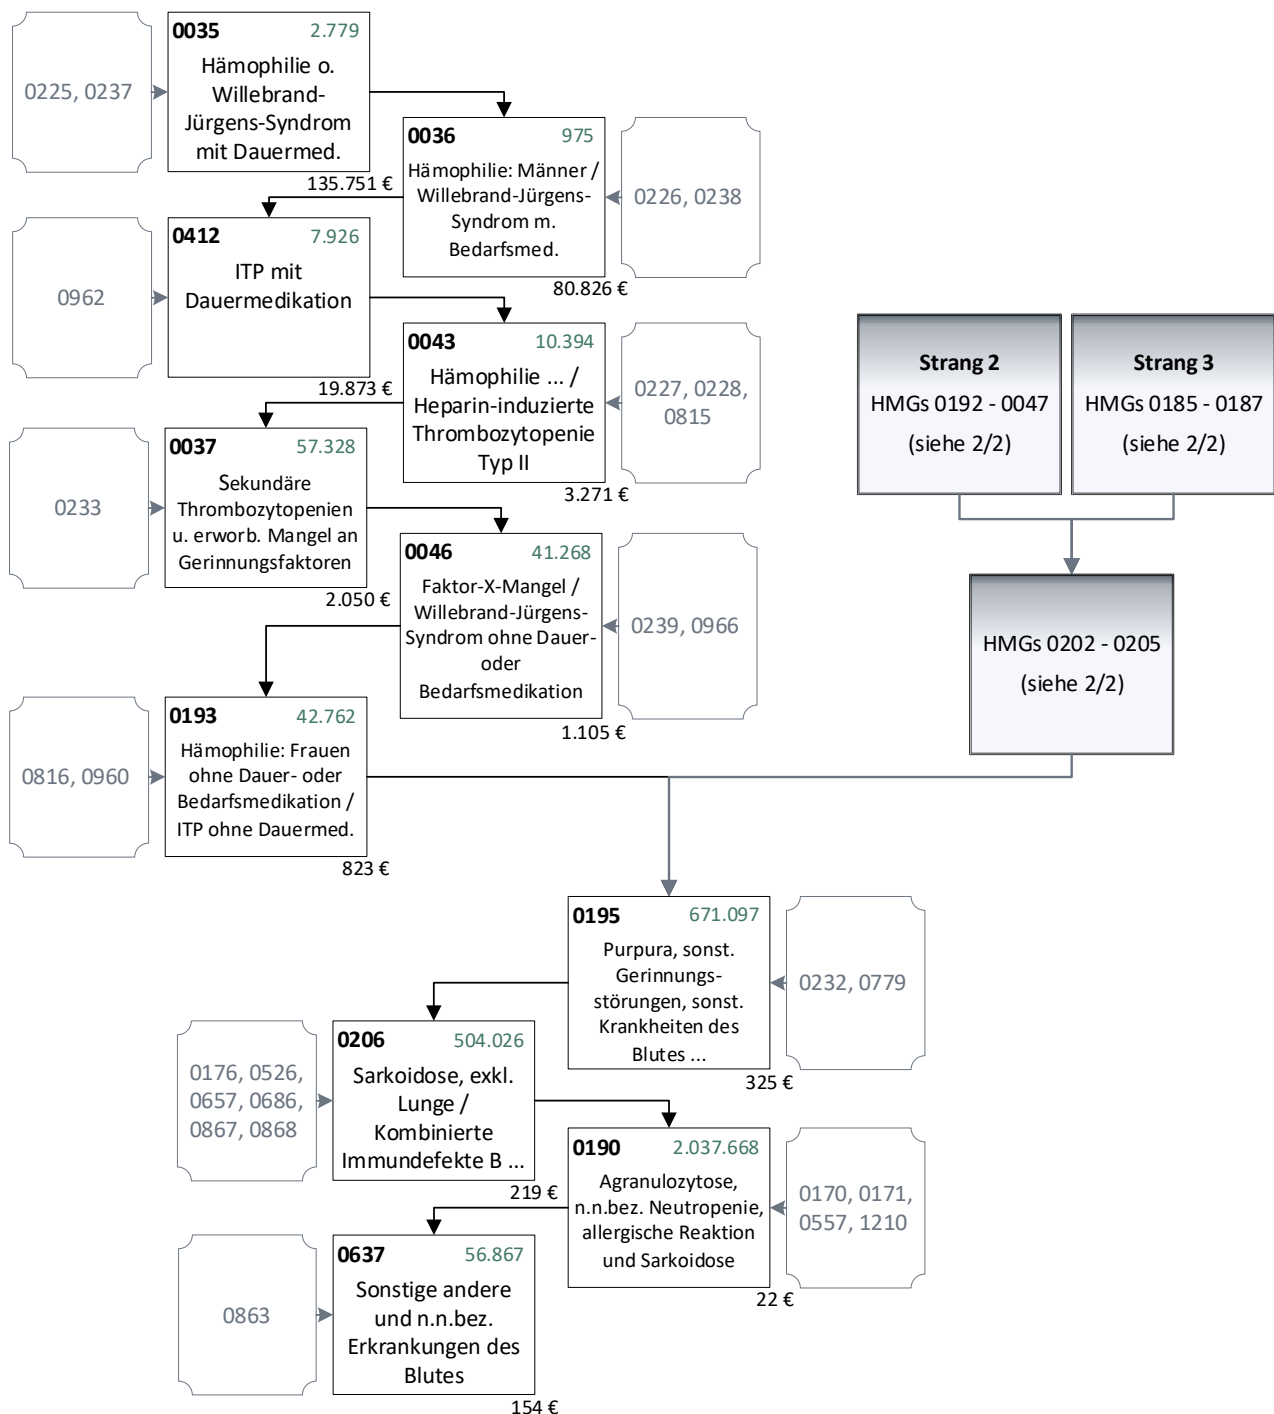 0225, 0237
0035 2.779
Hämophilie o.
Willebrand-
Jürgens-Syndrom
mit Dauermed.
135.751 €
0036 975
Hämophilie: Männer /
Willebrand-Jürgens-
Syndrom m.
Bedarfsmed.
80.826 €
0226, 0238
0962
0412 7.926
ITP mit
Dauermedikation
19.873 €
0043 10.394
Hämophilie ... /
Heparin-induzierte
Thrombozytopenie
Typ II
3.271 €
0227, 0228,
0815
Strang 2
HMGs 0192 - 0047
(siehe 2/2)
Strang 3
HMGs 0185 - 0187
(siehe 2/2)
0233
0037 57.328
Sekundäre
Thrombozytopenien
u. erworb. Mangel an
Gerinnungsfaktoren
2.050 €
0046 41.268
Faktor-X-Mangel /
Willebrand-Jürgens-
Syndrom ohne Dauer-
oder
Bedarfsmedikation
1.105 €
0239, 0966
HMGs 0202 - 0205
(siehe 2/2)
0816, 0960
0193 42.762
Hämophilie: Frauen
ohne Dauer- oder
Bedarfsmedikation /
ITP ohne Dauermed.
823 €
0195 671.097
Purpura, sonst.
Gerinnungs-
störungen, sonst.
Krankheiten des
Blutes ...
325 €
0232, 0779
0176, 0526,
0657, 0686,
0867, 0868
0206 504.026
Sarkoidose, exkl.
Lunge /
Kombinierte
Immundefekte B ...
219 €
0190 2.037.668
Agranulozytose,
n.n.bez. Neutropenie,
allergische Reaktion
und Sarkoidose
22 €
0170, 0171,
0557, 1210
0863
0637 56.867
Sonstige andere
und n.n.bez.
Erkrankungen des
Blutes
154 €